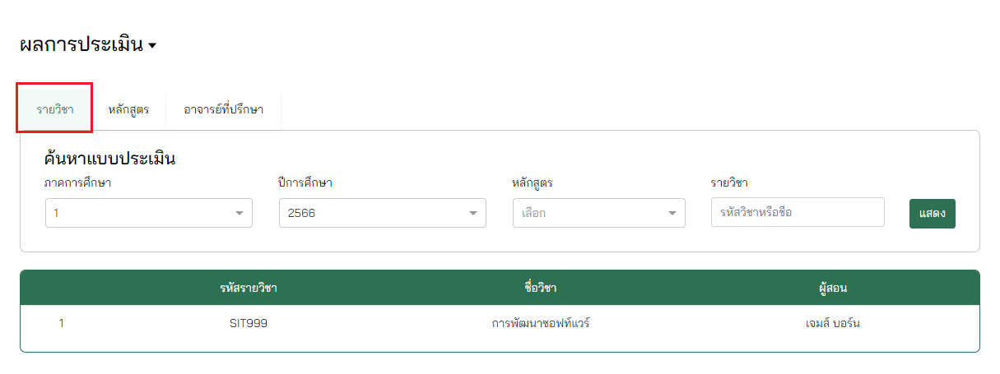 ผลการประเมิน
รายวิชา หลักสูตร อาจารย์ที่ปรึกษา
ค้นหาแบบประเมิน
ภาคการศึกษา ปีการศึกษา หลักสูตร รายวิชา
1 2566 เลือก รหัสวิชาหรือชื่อ แสดง
รหัสรายวิชา ชื่อวิชา ผู้สอน
1 SIT999 การพัฒนาซอฟท์แวร์ เจมส์ บอร์น